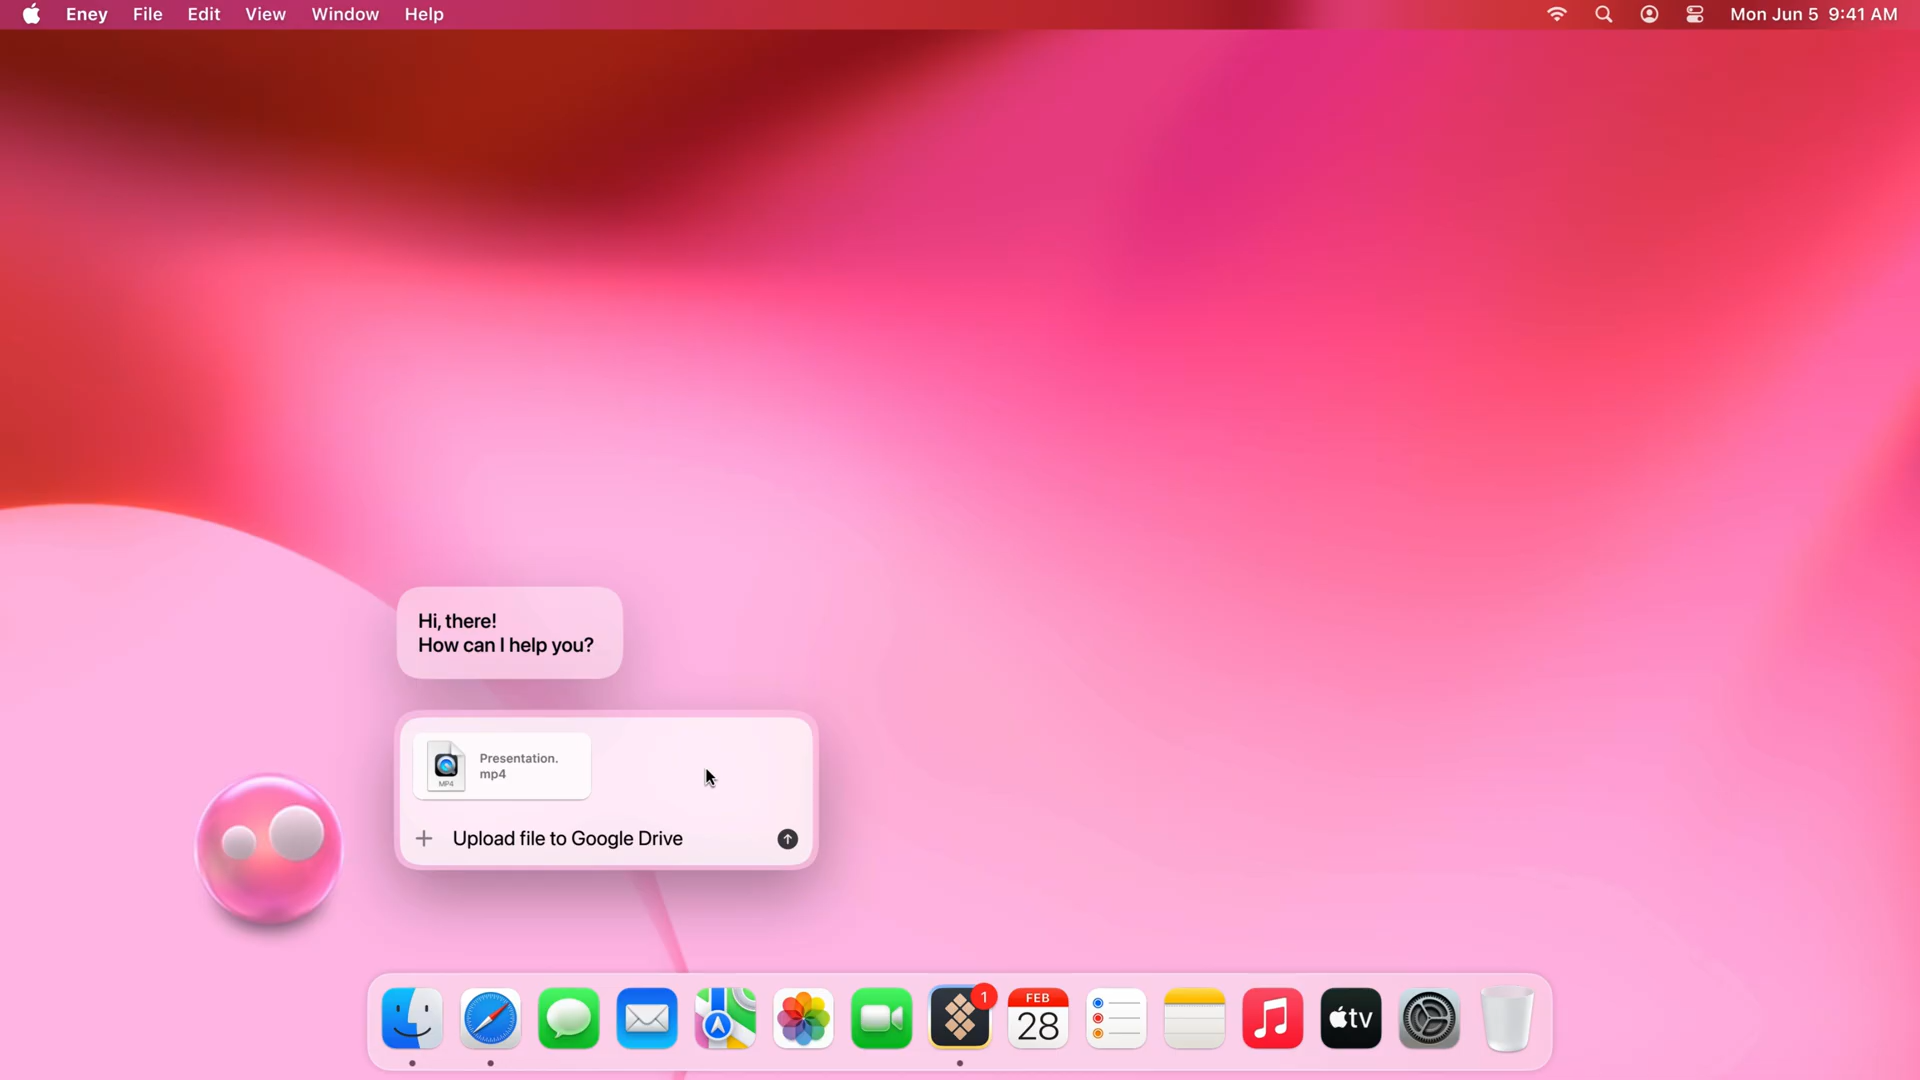 Eney File Edit View Window Help Mon Jun 5 9:41 AM
Hi, there!
How can I help you?
Presentation.
mp4
MP4
Upload file to Google Drive
1
FEB
28
tv